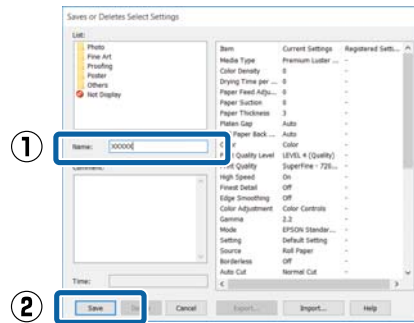 Saves or Deletes Select Settings
List:
Photo
Fine Art
Proofing
Poster
Others
Not Display
① Name: XXXXX
Comment:
Time:
Item Current Settings Registered Setti...
Media Type Premium Luster ... -
Color Density 0 -
Drying Time per ... 0 -
Paper Feed Adju... 0 -
Paper Suction 0 -
Paper Thickness 3 -
Platen Gap Auto -
Paper Back ... Auto -
Color -
Quality Level LEVEL 4 (Quality) -
Quality SuperFine - 720... -
High Speed On -
Finest Detail Off -
Edge Smoothing Off -
Color Adjustment Color Controls -
Gamma 2.2 -
Mode EPSON Standar... -
Setting Default Setting -
Source Roll Paper -
Borderless Off -
Auto Cut Normal Cut -
② Save Cancel Export... Import... Help